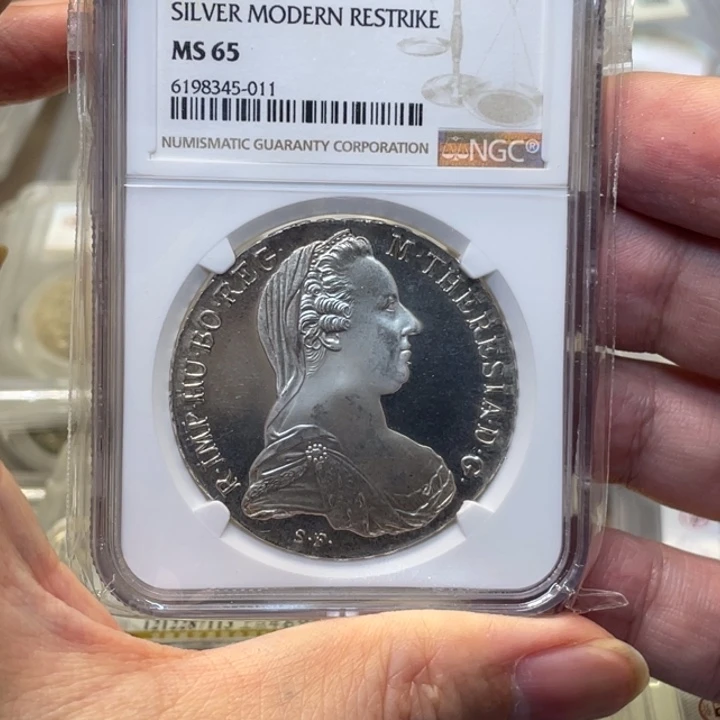 SILVER MODERN RESTRIKE
MS 65
6198345-011
NUMISMATIC GUARANTY CORPORATION
NGC®
R·IMP·HU·BO·REG·
M·THERESIA·D·G·
S·F·